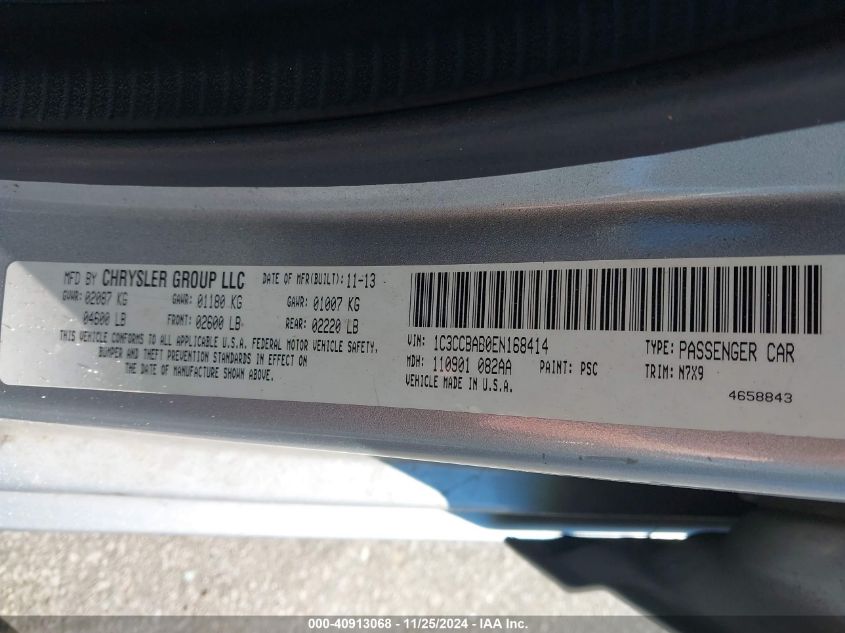 MFD BY CHRYSLER GROUP LLC DATE OF MFR(BUILT): 11-13
GVWR: 02087 KG GAWR: 01180 KG GAWR: 01007 KG
04600 LB FRONT: 02600 LB REAR: 02220 LB
THIS VEHICLE CONFORMS TO ALL APPLICABLE U.S.A. FEDERAL MOTOR VEHICLE SAFETY,
BUMPER AND THEFT PREVENTION STANDARDS IN EFFECT ON
THE DATE OF MANUFACTURE SHOWN ABOVE.
VIN: 1C3CCBAB0EN168414 TYPE: PASSENGER CAR
MDH: 110901 082AA PAINT: PSC TRIM: N7X9
VEHICLE MADE IN U.S.A.
4658843
000-40913068 - 11/25/2024 - © IAA Holdings, LLC.